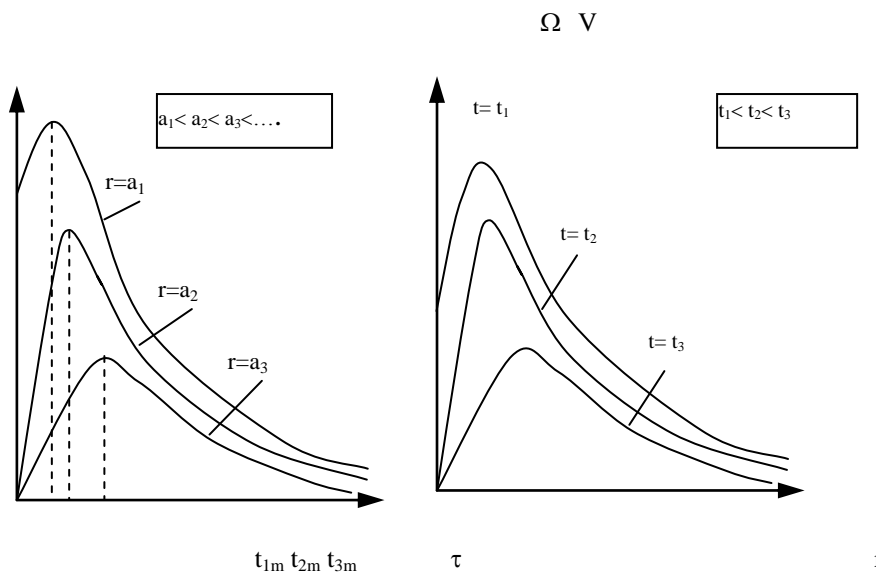 Ω V
a₁< a₂< a₃<….
t= t₁
t₁< t₂< t₃
r=a₁
t= t₂
r=a₂
t= t₃
r=a₃
t₁ₘ t₂ₘ t₃ₘ τ